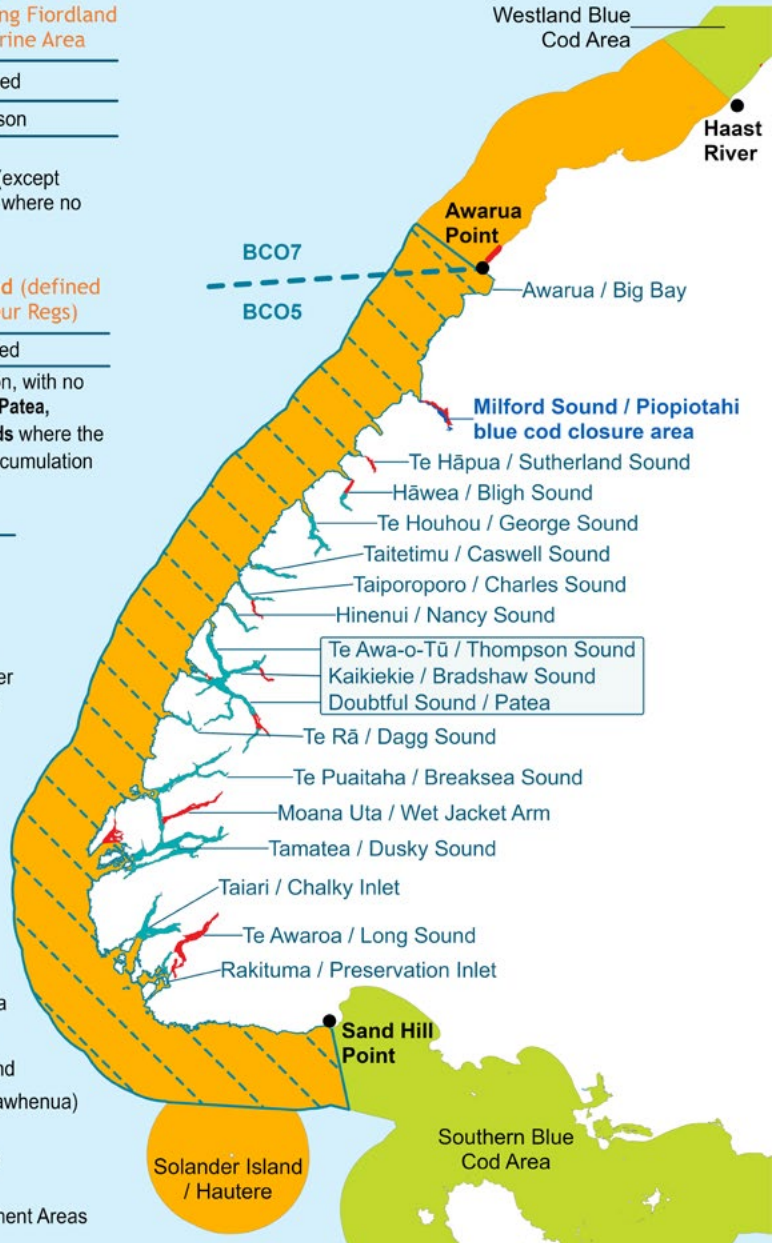 ng Fiordland
rine Area
ed
son
(except
where no
d (defined
ur Regs)
ed
n, with no
Patea,
ds where the
cumulation
er
a
nd
awhenua)
nent Areas
Westland Blue
Cod Area
Haast
River
Awarua
Point
BCO7
BCO5
Awarua / Big Bay
Milford Sound / Piopiotahi
blue cod closure area
Te Hāpua / Sutherland Sound
Hāwea / Bligh Sound
Te Houhou / George Sound
Taitetimu / Caswell Sound
Taiporoporo / Charles Sound
Hinenui / Nancy Sound
Te Awa-o-Tū / Thompson Sound
Kaikiekie / Bradshaw Sound
Doubtful Sound / Patea
Te Rā / Dagg Sound
Te Puaitaha / Breaksea Sound
Moana Uta / Wet Jacket Arm
Tamatea / Dusky Sound
Taiari / Chalky Inlet
Te Awaroa / Long Sound
Rakituma / Preservation Inlet
Sand Hill
Point
Southern Blue
Cod Area
Solander Island
/ Hautere